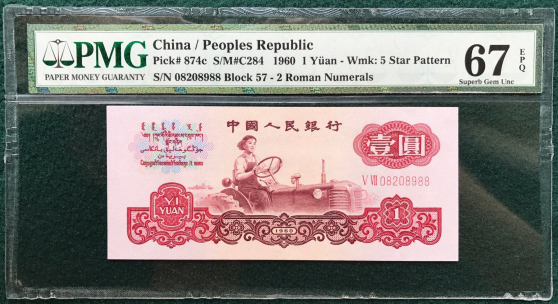 PMG
PAPER MONEY GUARANTY
China / Peoples Republic
Pick# 874c S/M#C284 1960 1 Yüan - Wmk: 5 Star Pattern
S/N 08208988 Block 57 - 2 Roman Numerals
67
EPQ
Superb Gem Unc
中國人民銀行
壹圓
V VII 08208988
YI
YUAN
1
1960